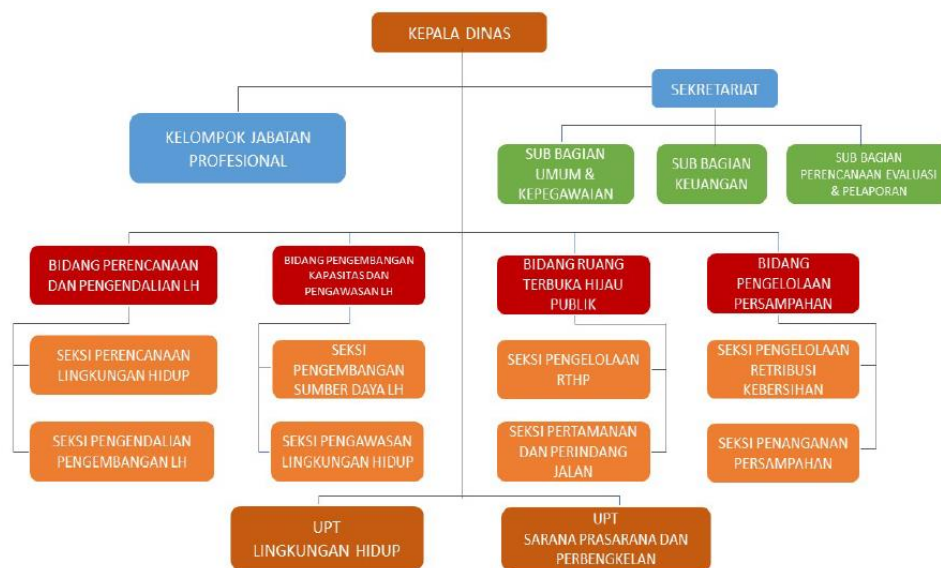 KEPALA DINAS
SEKRETARIAT
KELOMPOK JABATAN
PROFESIONAL
SUB BAGIAN
UMUM &
KEPEGAWAIAN
SUB BAGIAN
KEUANGAN
SUB BAGIAN
PERENCANAAN EVALUASI
& PELAPORAN
BIDANG PERENCANAAN
DAN PENGENDALIAN LH
BIDANG PENGEMBANGAN
KAPASITAS DAN
PENGAWASAN LH
BIDANG RUANG
TERBUKA HIJAU
PUBLIK
BIDANG
PENGELOLAAN
PERSAMPAHAN
SEKSI PERENCANAAN
LINGKUNGAN HIDUP
SEKSI
PENGEMBANGAN
SUMBER DAYA LH
SEKSI PENGELOLAAN
RTHP
SEKSI PENGELOLAAN
RETRIBUSI
KEBERSIHAN
SEKSI PENGENDALIAN
PENGEMBANGAN LH
SEKSI PENGAWASAN
LINGKUNGAN HIDUP
SEKSI PERTAMANAN
DAN PERINDANG
JALAN
SEKSI PENANGANAN
PERSAMPAHAN
UPT
LINGKUNGAN HIDUP
UPT
SARANA PRASARANA DAN
PERBENGKELAN